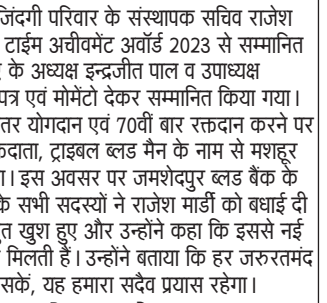 जिंदगी परिवार के संस्थापक सचिव राजेश
टाईम अचीवमेंट अवॉर्ड 2023 से सम्मानित
के अध्यक्ष इन्द्रजीत पाल व उपाध्यक्ष
पत्र एवं मोमेंटो देकर सम्मानित किया गया।
तर योगदान एवं 70वीं बार रक्तदान करने पर
दाता, ट्राइबल ब्लड मैन के नाम से मशहूर
। इस अवसर पर जमशेदपुर ब्लड बैंक के
के सभी सदस्यों ने राजेश मार्डी को बधाई दी
त खुश हुए और उन्होंने कहा कि इससे नई
मिलती हैं। उन्होंने बताया कि हर जरुरतमंद
सकें, यह हमारा सदैव प्रयास रहेगा।